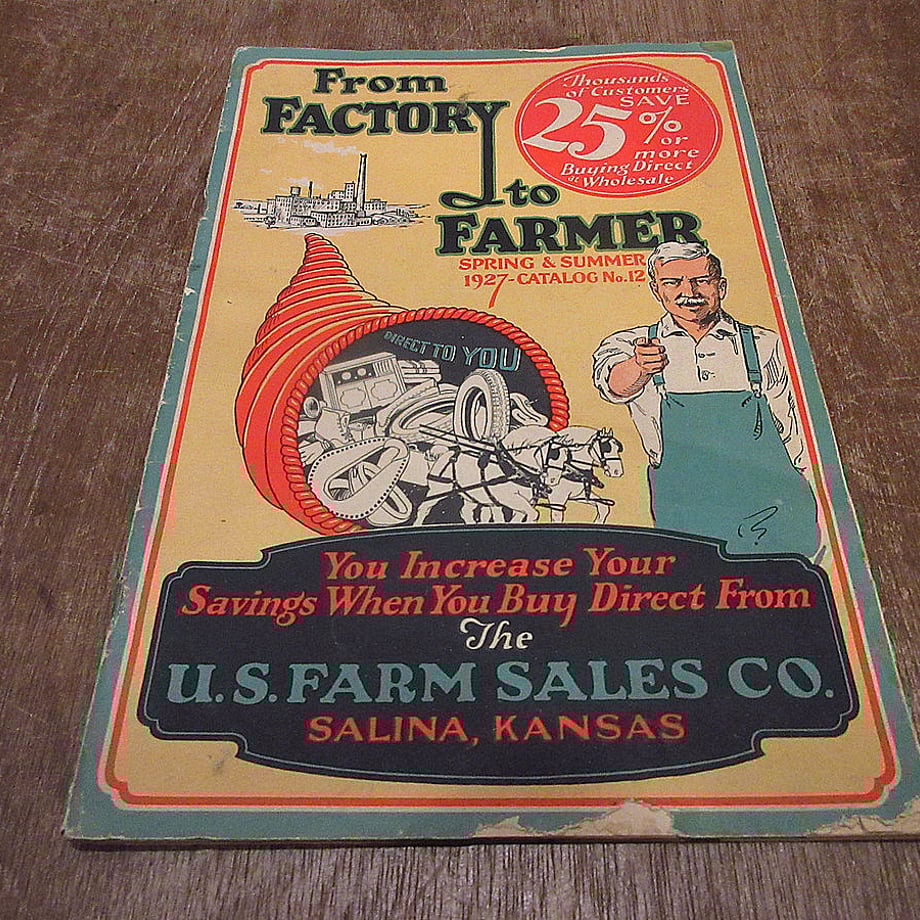 From
FACTORY
to
FARMER
Thousands
of Customers
SAVE
25%
or
more
Buying Direct
at Wholesale
SPRING & SUMMER
1927-CATALOG No.12
DIRECT TO YOU
You Increase Your
Savings When You Buy Direct From
The
U.S. FARM SALES CO.
SALINA, KANSAS